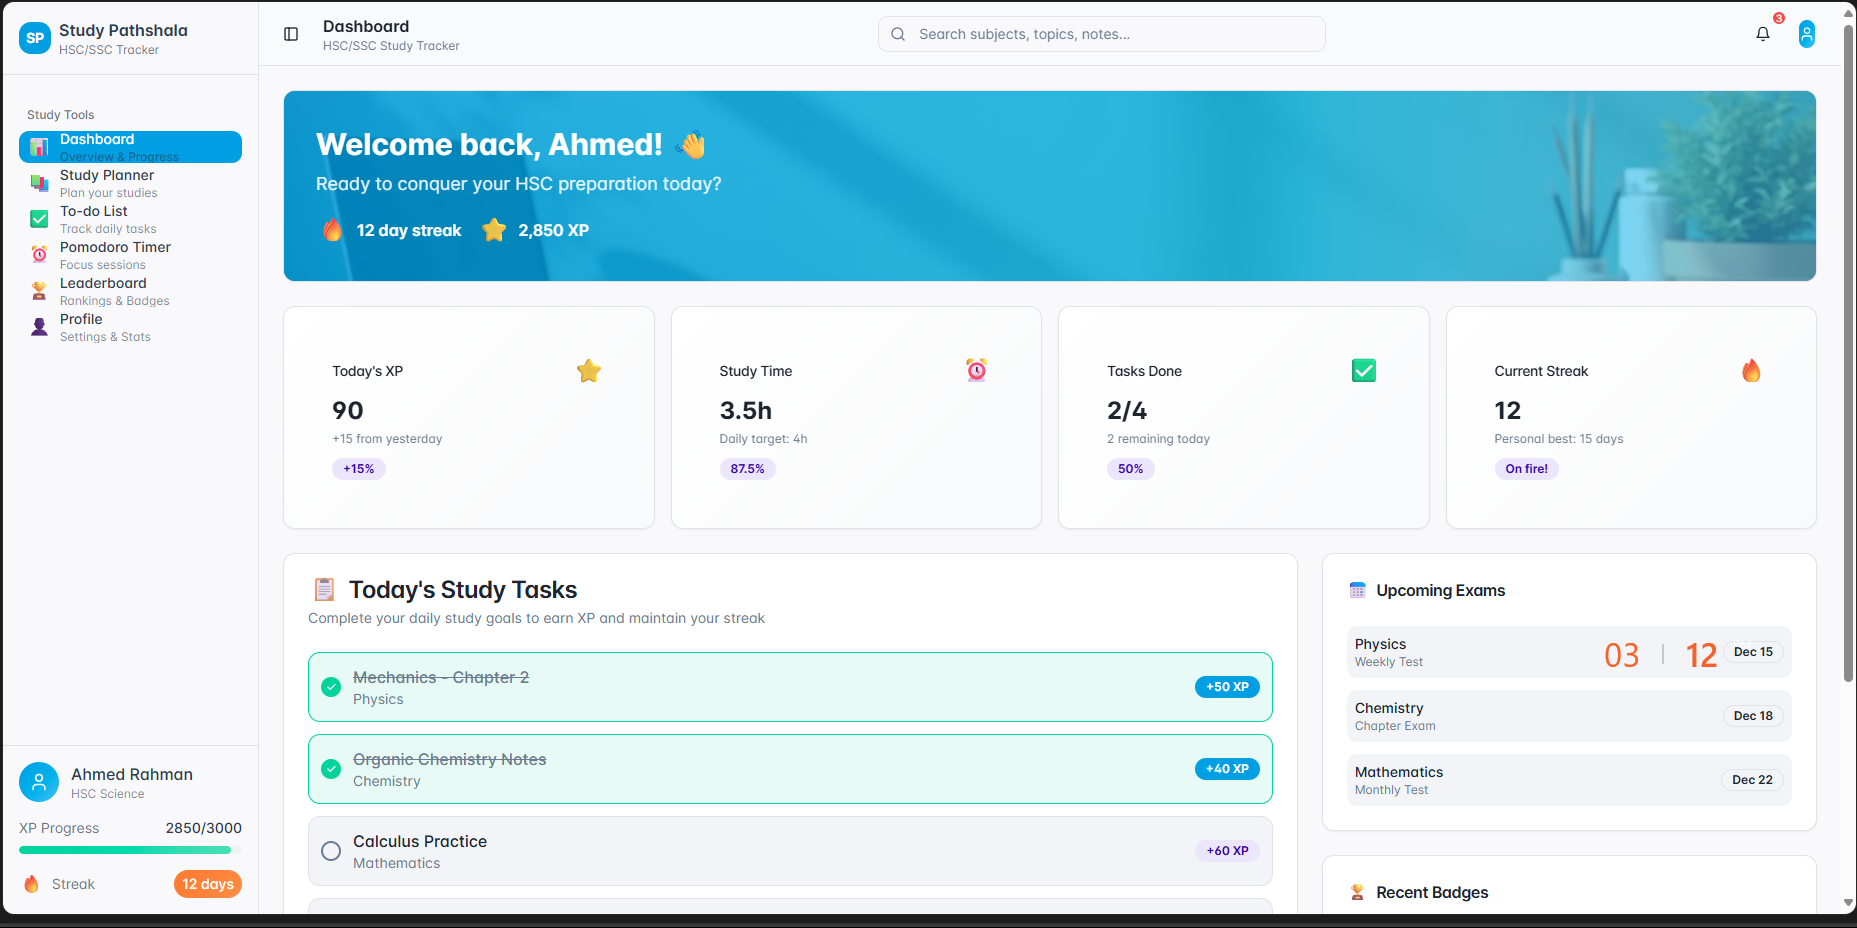 SP
Study Pathshala
HSC/SSC Tracker
Study Tools
Dashboard
Overview & Progress
Study Planner
Plan your studies
To-do List
Track daily tasks
Pomodoro Timer
Focus sessions
Leaderboard
Rankings & Badges
Profile
Settings & Stats
Ahmed Rahman
HSC Science
XP Progress 2850/3000
Streak 12 days
Dashboard
HSC/SSC Study Tracker
Search subjects, topics, notes...
3
Welcome back, Ahmed!
Ready to conquer your HSC preparation today?
12 day streak 2,850 XP
Today's XP
90
+15 from yesterday
+15%
Study Time
3.5h
Daily target: 4h
87.5%
Tasks Done
2/4
2 remaining today
50%
Current Streak
12
Personal best: 15 days
On fire!
Today's Study Tasks
Complete your daily study goals to earn XP and maintain your streak
Mechanics - Chapter 2
Physics
+50 XP
Organic Chemistry Notes
Chemistry
+40 XP
Calculus Practice
Mathematics
+60 XP
Upcoming Exams
Physics
Weekly Test
03 | 12 Dec 15
Chemistry
Chapter Exam
Dec 18
Mathematics
Monthly Test
Dec 22
Recent Badges